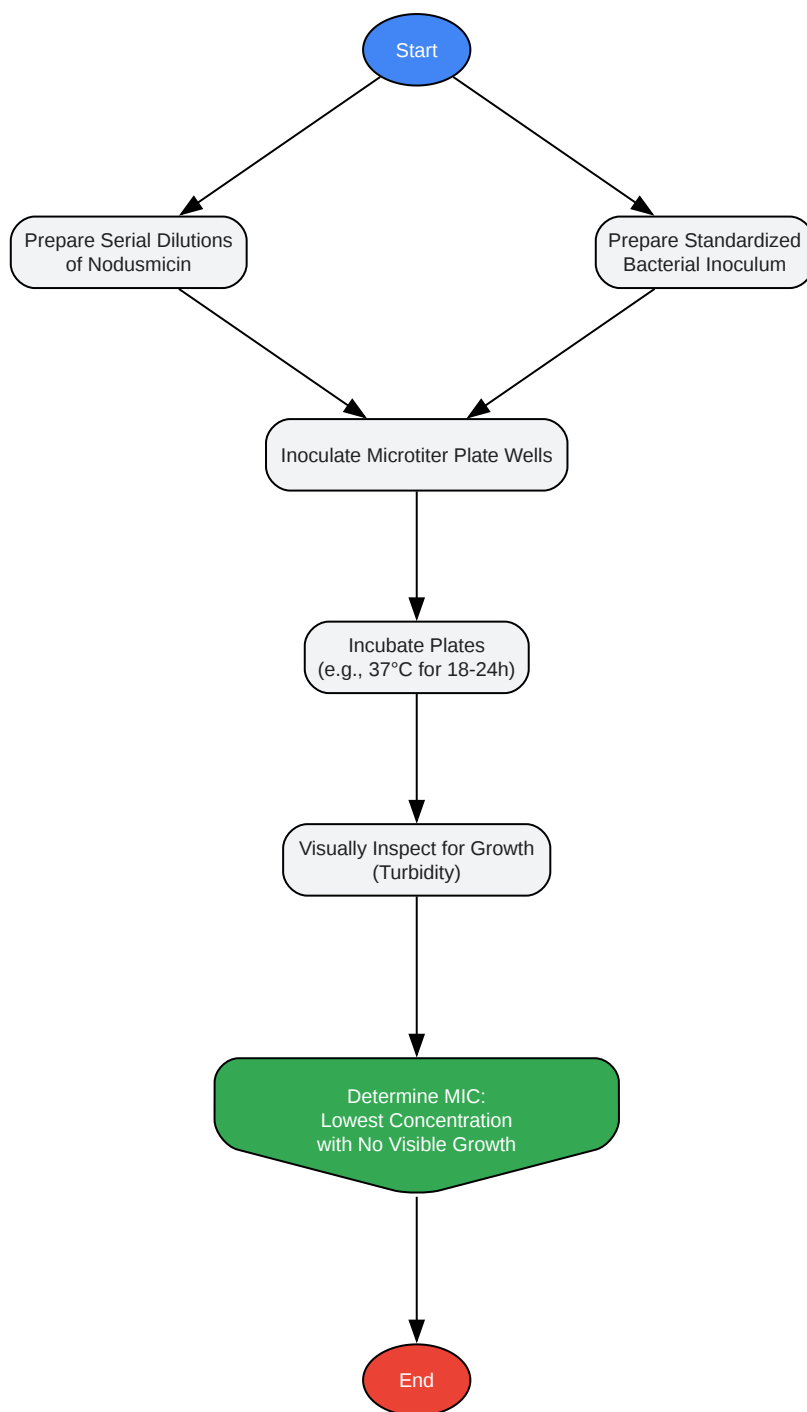 Start
Prepare Serial Dilutions
of Nodusmicin
Prepare Standardized
Bacterial Inoculum
Inoculate Microtiter Plate Wells
Incubate Plates
(e.g., 37°C for 18-24h)
Visually Inspect for Growth
(Turbidity)
Determine MIC:
Lowest Concentration
with No Visible Growth
End